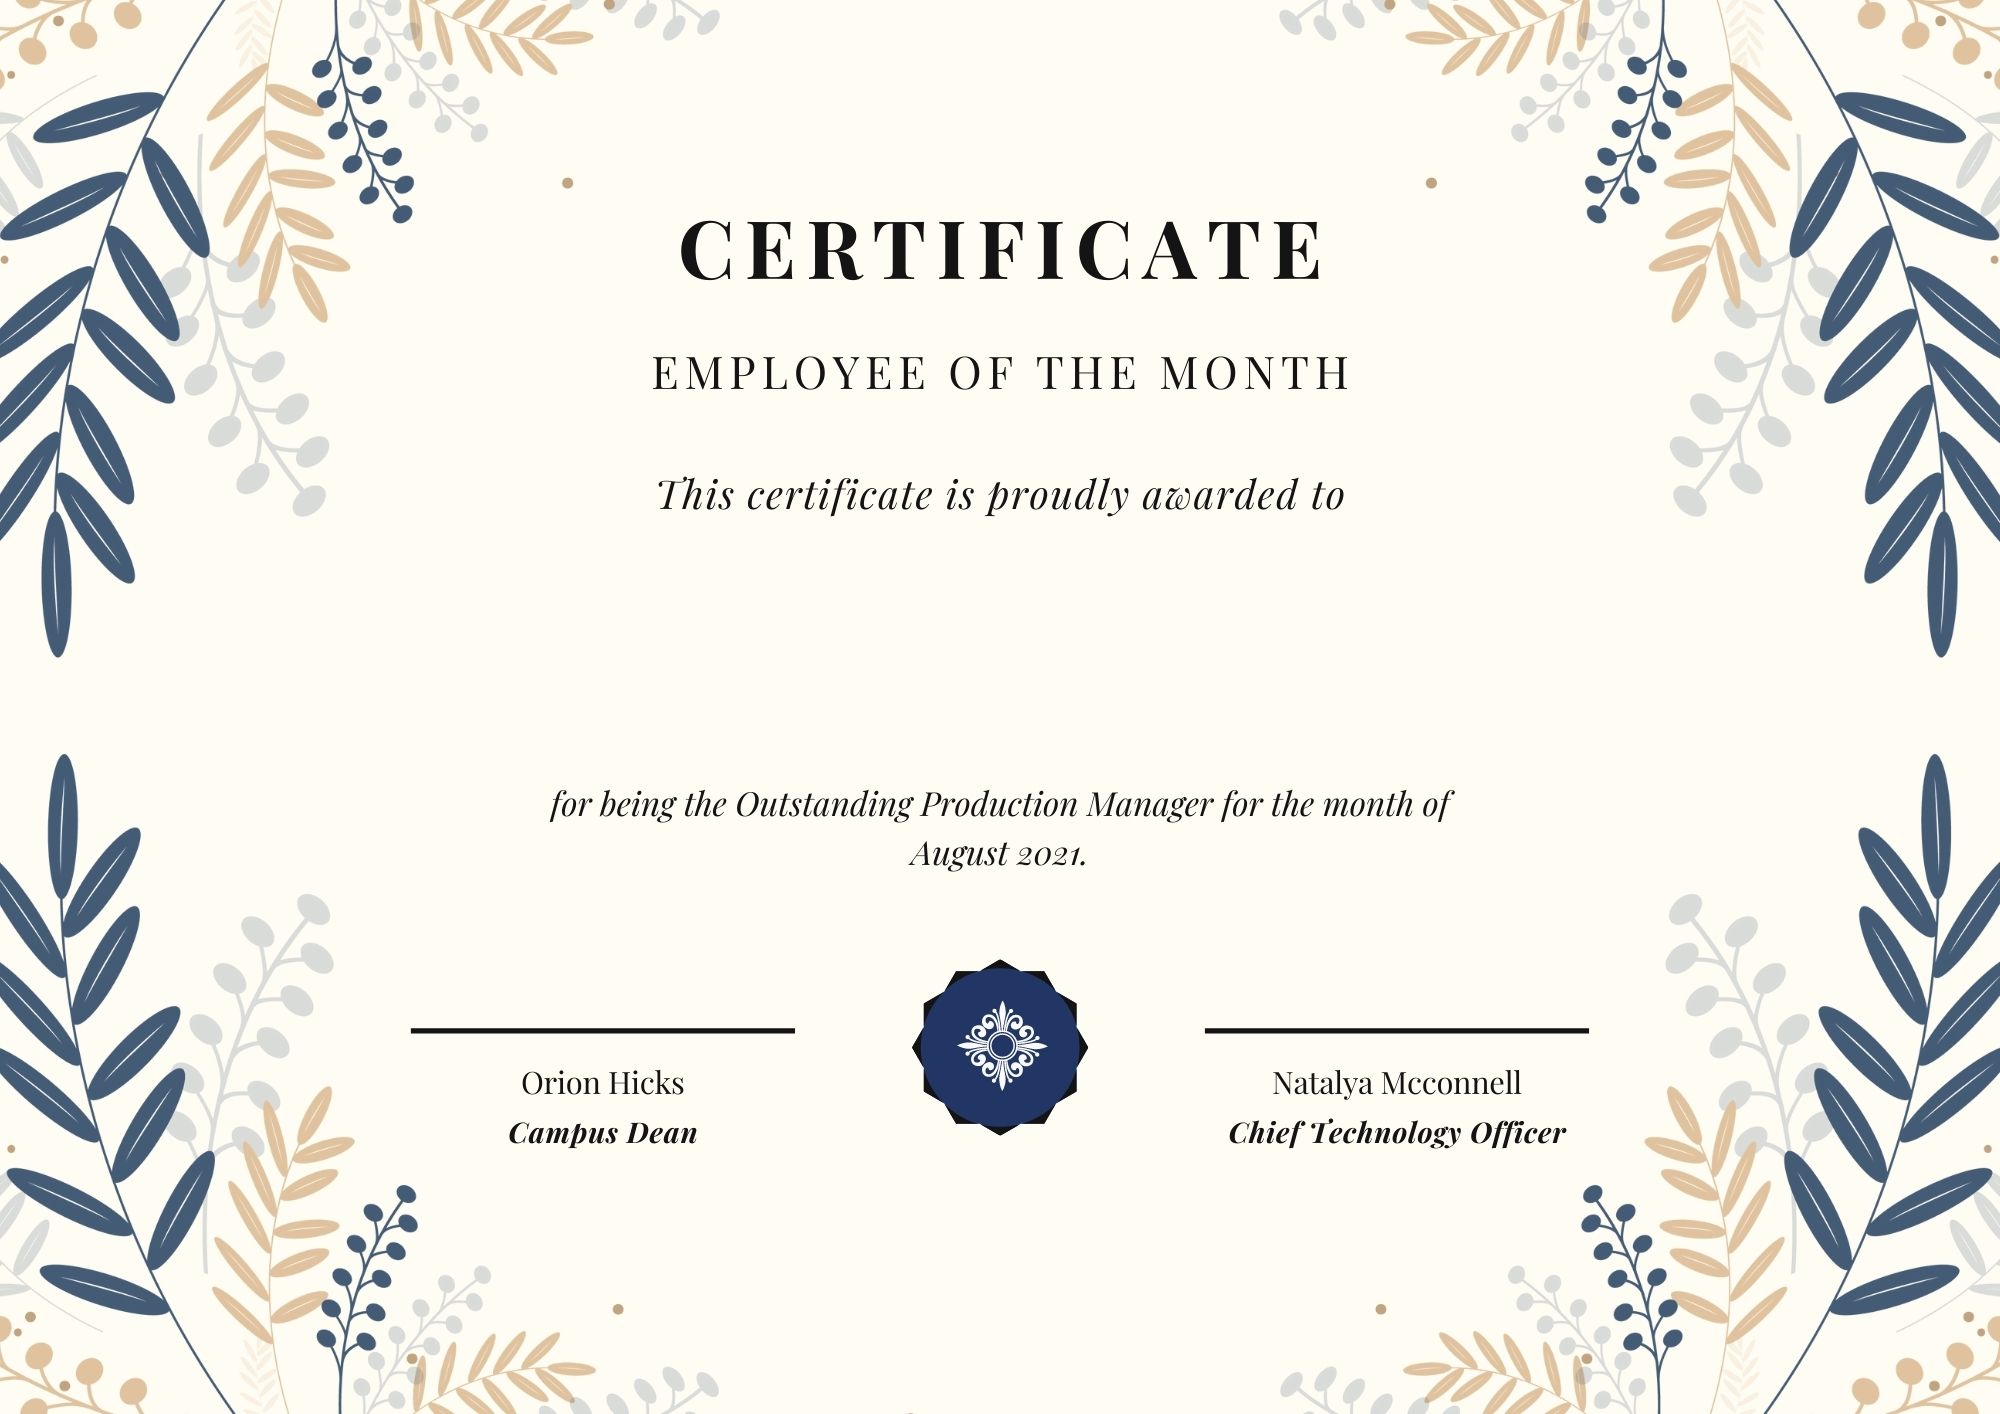 CERTIFICATE
EMPLOYEE OF THE MONTH
This certificate is proudly awarded to
for being the Outstanding Production Manager for the month of
August 2021.
Orion Hicks
Campus Dean
Natalya Mcconnell
Chief Technology Officer